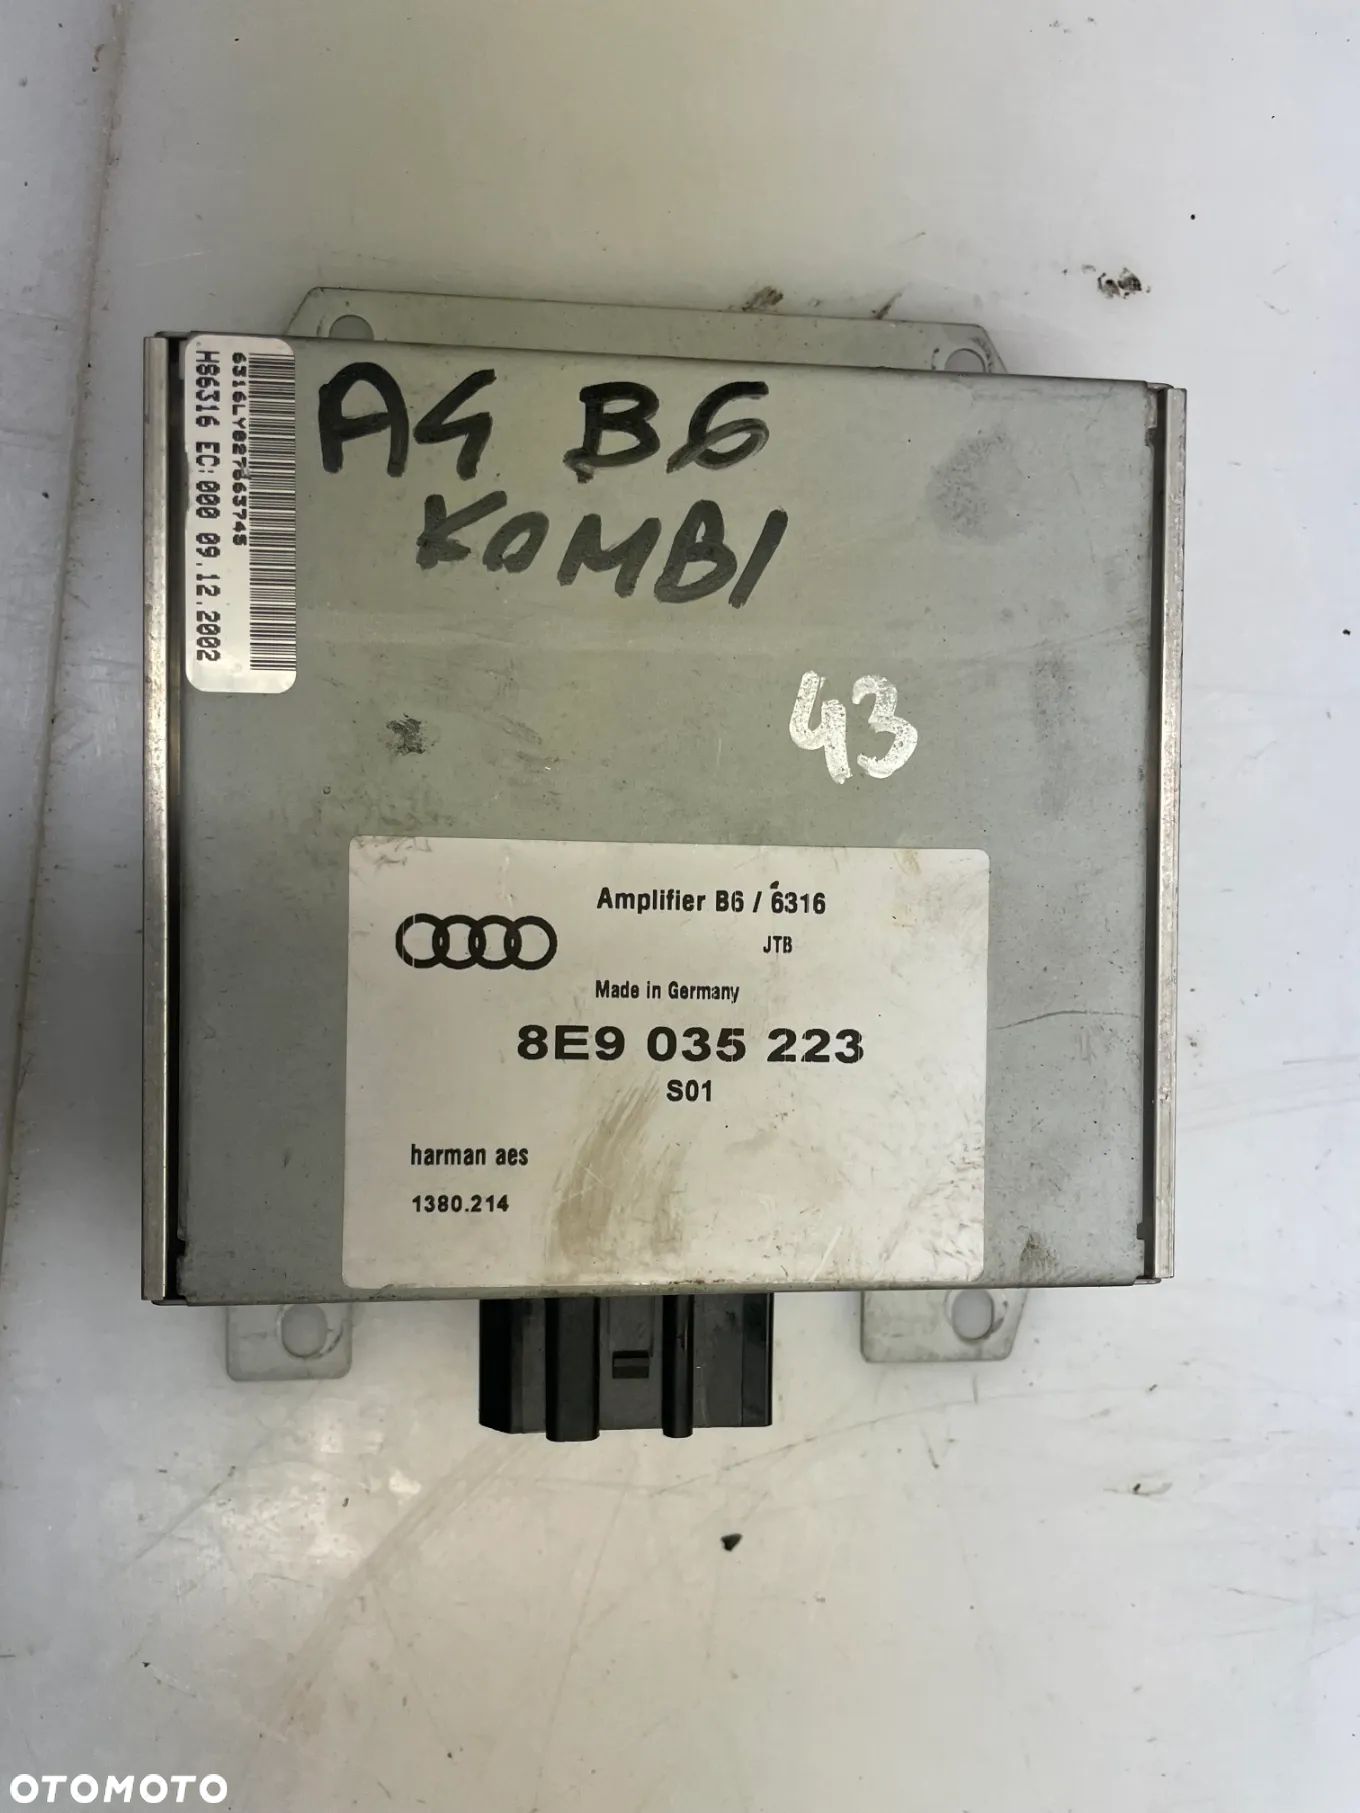 6316LY827663745
H86316 EC:000 09.12.2002
A4 B6
KOMBI
43
Amplifier B6 / 6316
JTB
Made in Germany
8E9 035 223
S01
harman aes
1380.214
OTOMOTO